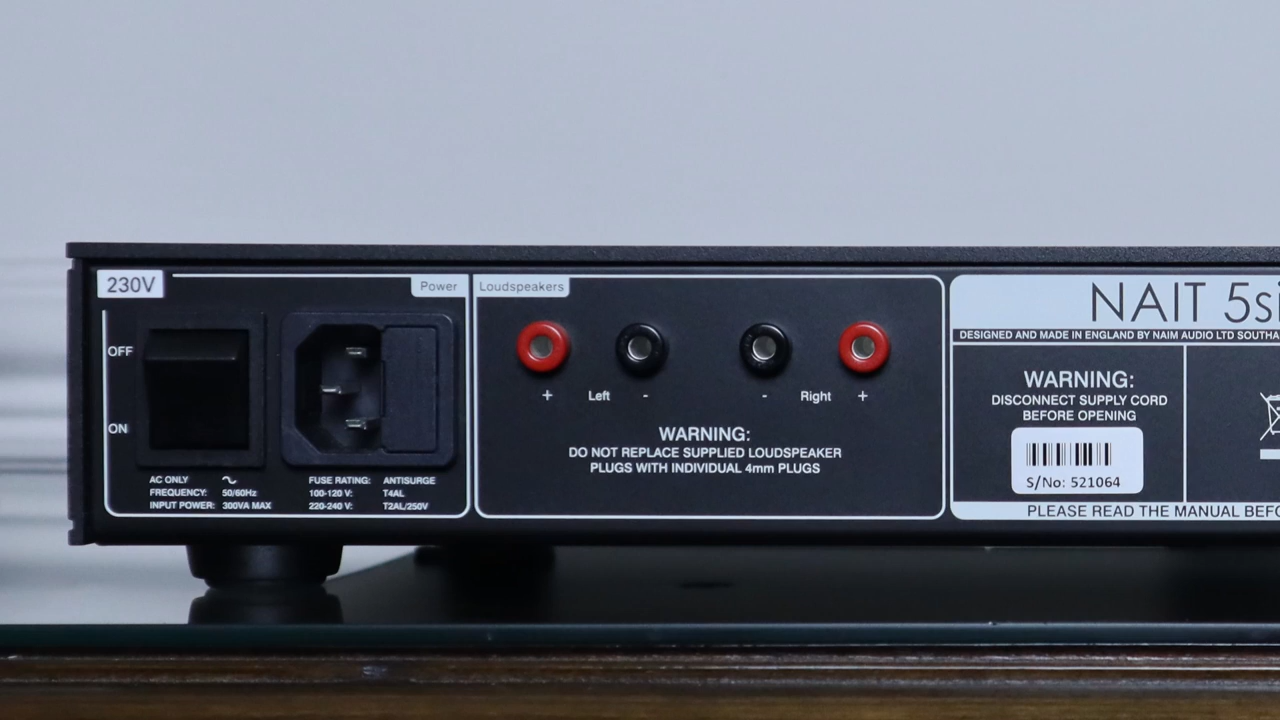 230V
Power
OFF
ON
AC ONLY
FREQUENCY: 50/60Hz
INPUT POWER: 300VA MAX
FUSE RATING: ANTISURGE
100-120 V: T4AL
220-240 V: T2AL/250V
Loudspeakers
+ Left - - Right +
WARNING:
DO NOT REPLACE SUPPLIED LOUDSPEAKER
PLUGS WITH INDIVIDUAL 4mm PLUGS
NAIT 5si
DESIGNED AND MADE IN ENGLAND BY NAIM AUDIO LTD SOUTHA
WARNING:
DISCONNECT SUPPLY CORD
BEFORE OPENING
S/No: 521064
PLEASE READ THE MANUAL BEFO